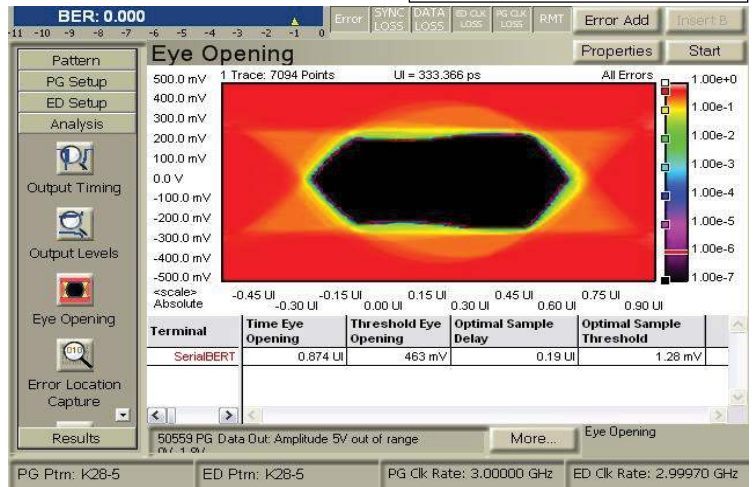 BER: 0.000
-11 -10 -9 -8 -7 -6 -5 -4 -3 -2 -1 0
Error
SYNC LOSS
DATA LOSS
ED CLK LOSS
PG CLK LOSS
RMT
Error Add
Insert B
Pattern
PG Setup
ED Setup
Analysis
Output Timing
Output Levels
Eye Opening
Error Location
Capture
Results
Eye Opening
Properties
Start
1 Trace: 7094 Points
UI = 333.366 ps
All Errors
500.0 mV
400.0 mV
300.0 mV
200.0 mV
100.0 mV
0.0 V
-100.0 mV
-200.0 mV
-300.0 mV
-400.0 mV
-500.0 mV
1.00e+0
1.00e-1
1.00e-2
1.00e-3
1.00e-4
1.00e-5
1.00e-6
1.00e-7
<scale>
Absolute
-0.45 UI -0.15 UI 0.15 UI 0.45 UI 0.75 UI
-0.30 UI 0.00 UI 0.30 UI 0.60 UI 0.90 UI
Terminal
Time Eye Opening
Threshold Eye Opening
Optimal Sample Delay
Optimal Sample Threshold
SerialBERT 0.874 UI 463 mV 0.19 UI 1.28 mV
50559 PG Data Out: Amplitude 5V out of range
More...
Eye Opening
PG Ptrn: K28-5
ED Ptrn: K28-5
PG Clk Rate: 3.00000 GHz
ED Clk Rate: 2.99970 GHz